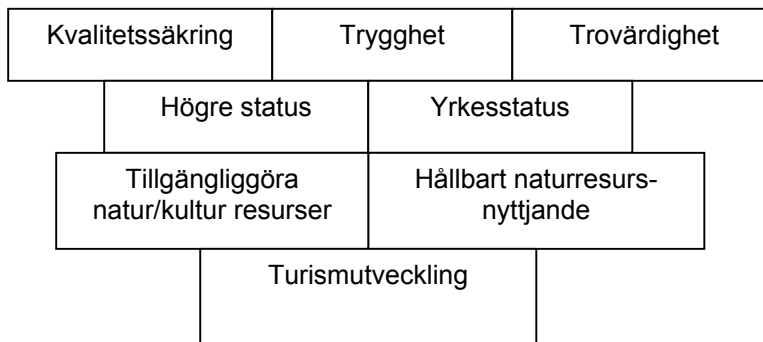 Kvalitetssäkring Trygghet Trovärdighet
Högre status Yrkesstatus
Tillgängliggöra Hållbart naturresurs-
natur/kultur resurser nyttjande
Turismutveckling